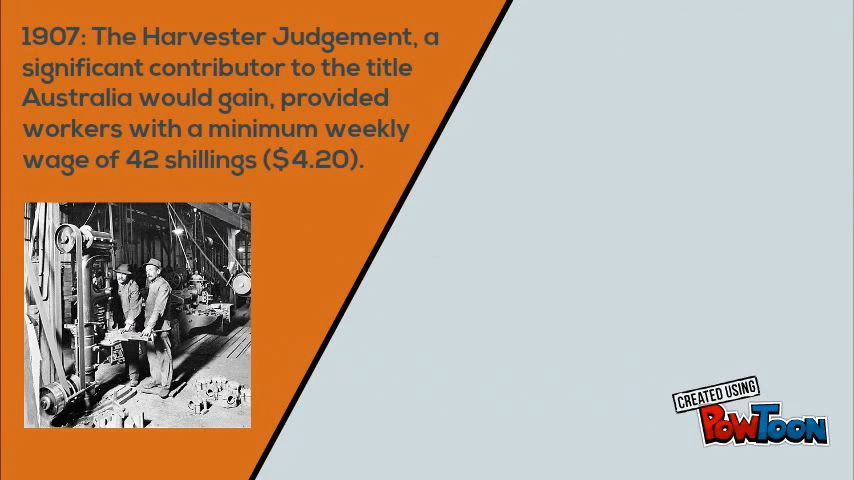 1907: The Harvester Judgement, a
significant contributor to the title
Australia would gain, provided
workers with a minimum weekly
wage of 42 shillings ($4.20).
CREATED USING
POWTOON